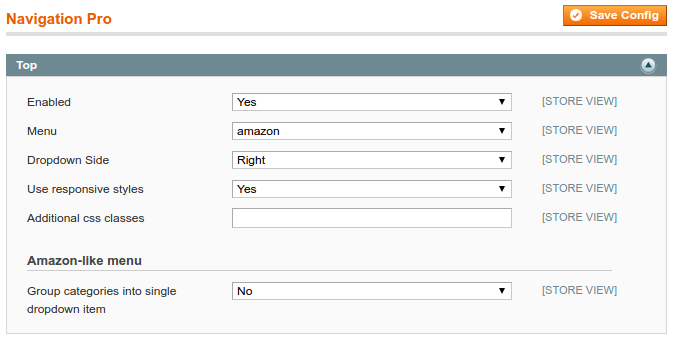 Navigation Pro
Save Config
Top
Enabled Yes [STORE VIEW]
Menu amazon [STORE VIEW]
Dropdown Side Right [STORE VIEW]
Use responsive styles Yes [STORE VIEW]
Additional css classes [STORE VIEW]
Amazon-like menu
Group categories into single No [STORE VIEW]
dropdown item